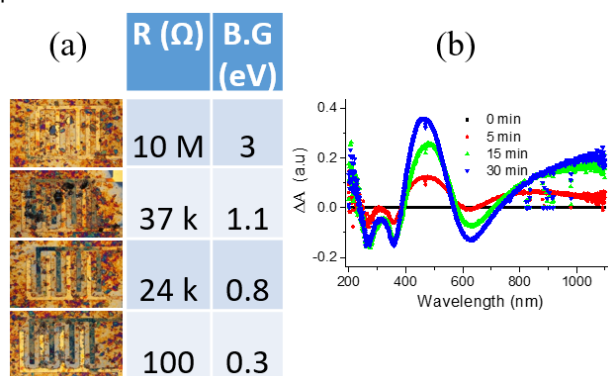 (a)
R (Ω) B.G (eV)
10 M 3
37 k 1.1
24 k 0.8
100 0.3
(b)
0 min
5 min
15 min
30 min
0.4
0.2
0.0
-0.2
ΔA (a.u)
200 400 600 800 1000
Wavelength (nm)